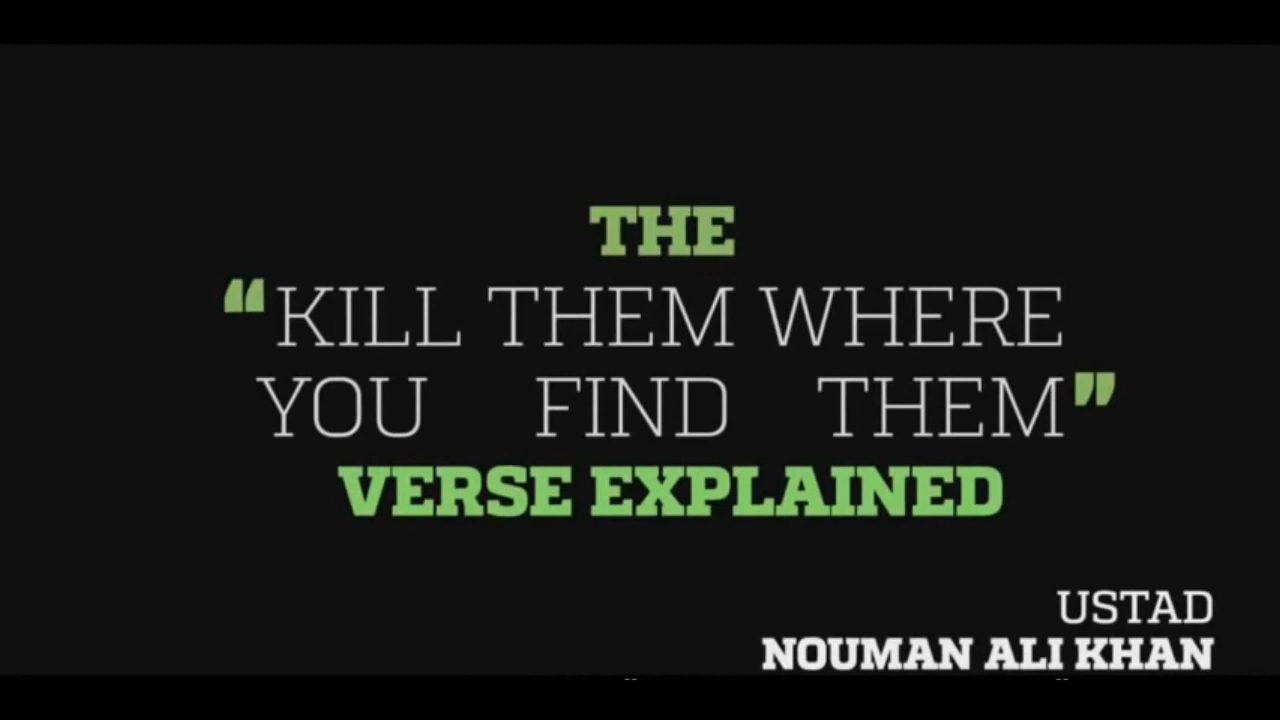 THE
“KILL THEM WHERE
YOU FIND THEM”
VERSE EXPLAINED
USTAD
NOUMAN ALI KHAN